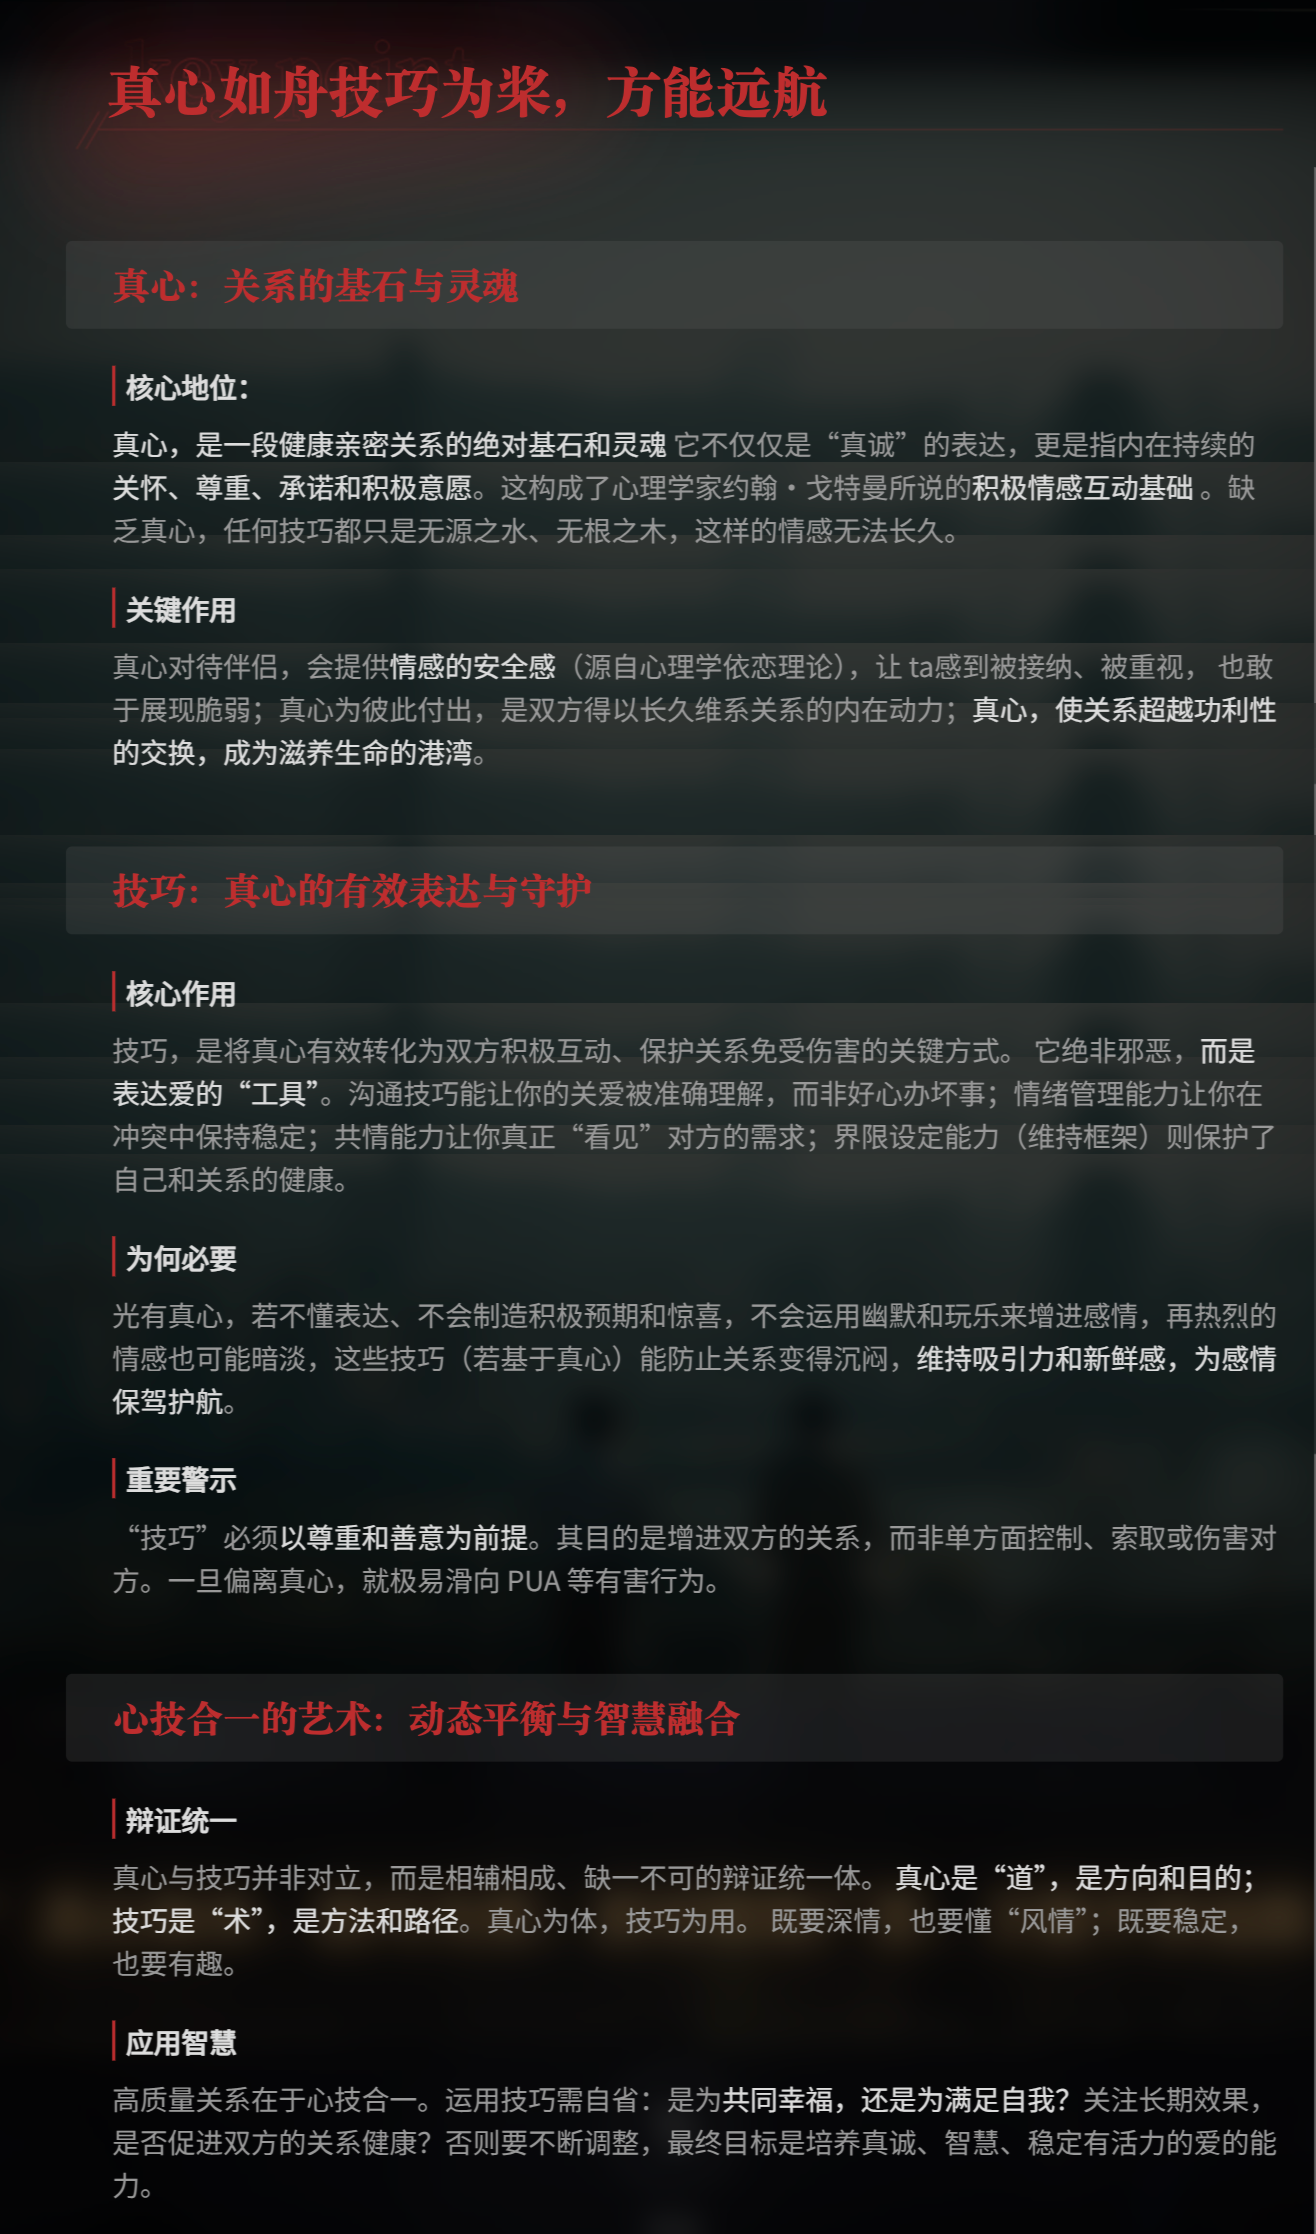 真心如舟技巧为桨，方能远航
真心：关系的基石与灵魂
核心地位：
真心，是一段健康亲密关系的绝对基石和灵魂 它不仅仅是“真诚”的表达，更是指内在持续的
关怀、尊重、承诺和积极意愿。这构成了心理学家约翰·戈特曼所说的积极情感互动基础 。缺
乏真心，任何技巧都只是无源之水、无根之木，这样的情感无法长久。
关键作用
真心对待伴侣，会提供情感的安全感（源自心理学依恋理论），让 ta感到被接纳、被重视， 也敢
于展现脆弱；真心为彼此付出，是双方得以长久维系关系的内在动力；真心，使关系超越功利性
的交换，成为滋养生命的港湾。
技巧：真心的有效表达与守护
核心作用
技巧，是将真心有效转化为双方积极互动、保护关系免受伤害的关键方式。 它绝非邪恶，而是
表达爱的“工具”。沟通技巧能让你的关爱被准确理解，而非好心办坏事；情绪管理能力让你在
冲突中保持稳定；共情能力让你真正“看见”对方的需求；界限设定能力（维持框架）则保护了
自己和关系的健康。
为何必要
光有真心，若不懂表达、不会制造积极预期和惊喜，不会运用幽默和玩乐来增进感情，再热烈的
情感也可能暗淡，这些技巧（若基于真心）能防止关系变得沉闷，维持吸引力和新鲜感，为感情
保驾护航。
重要警示
“技巧”必须以尊重和善意为前提。其目的是增进双方的关系，而非单方面控制、索取或伤害对
方。一旦偏离真心，就极易滑向 PUA 等有害行为。
心技合一的艺术：动态平衡与智慧融合
辩证统一
真心与技巧并非对立，而是相辅相成、缺一不可的辩证统一体。 真心是“道”，是方向和目的；
技巧是“术”，是方法和路径。真心为体，技巧为用。 既要深情，也要懂“风情”；既要稳定，
也要有趣。
应用智慧
高质量关系在于心技合一。运用技巧需自省：是为共同幸福，还是为满足自我？关注长期效果，
是否促进双方的关系健康？否则要不断调整，最终目标是培养真诚、智慧、稳定有活力的爱的能
力。